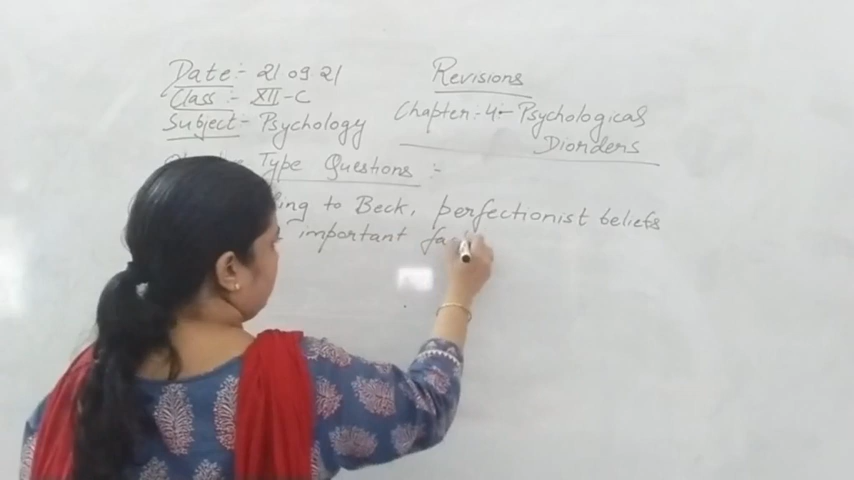 Date:- 21 09 21
Class :- XII-C
Subject:- Psychology
Revisions
Chapter:-4:- Psychological
Diorders
Type Questions :-
to Beck, perfectionist beliefs
important